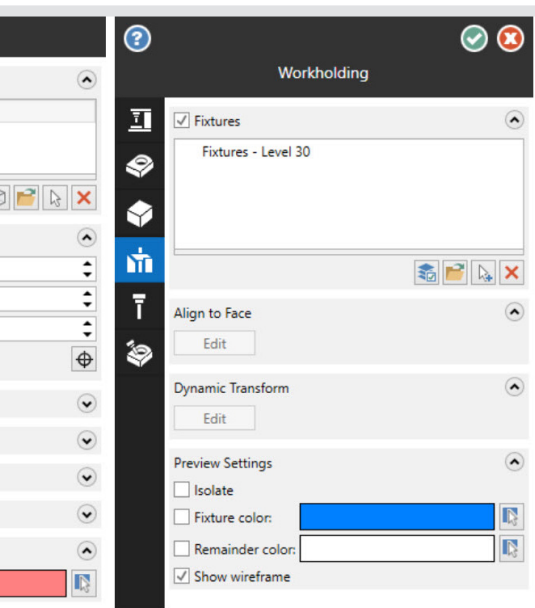 ?
Workholding
Fixtures
Fixtures - Level 30
Align to Face
Edit
Dynamic Transform
Edit
Preview Settings
Isolate
Fixture color:
Remainder color:
Show wireframe